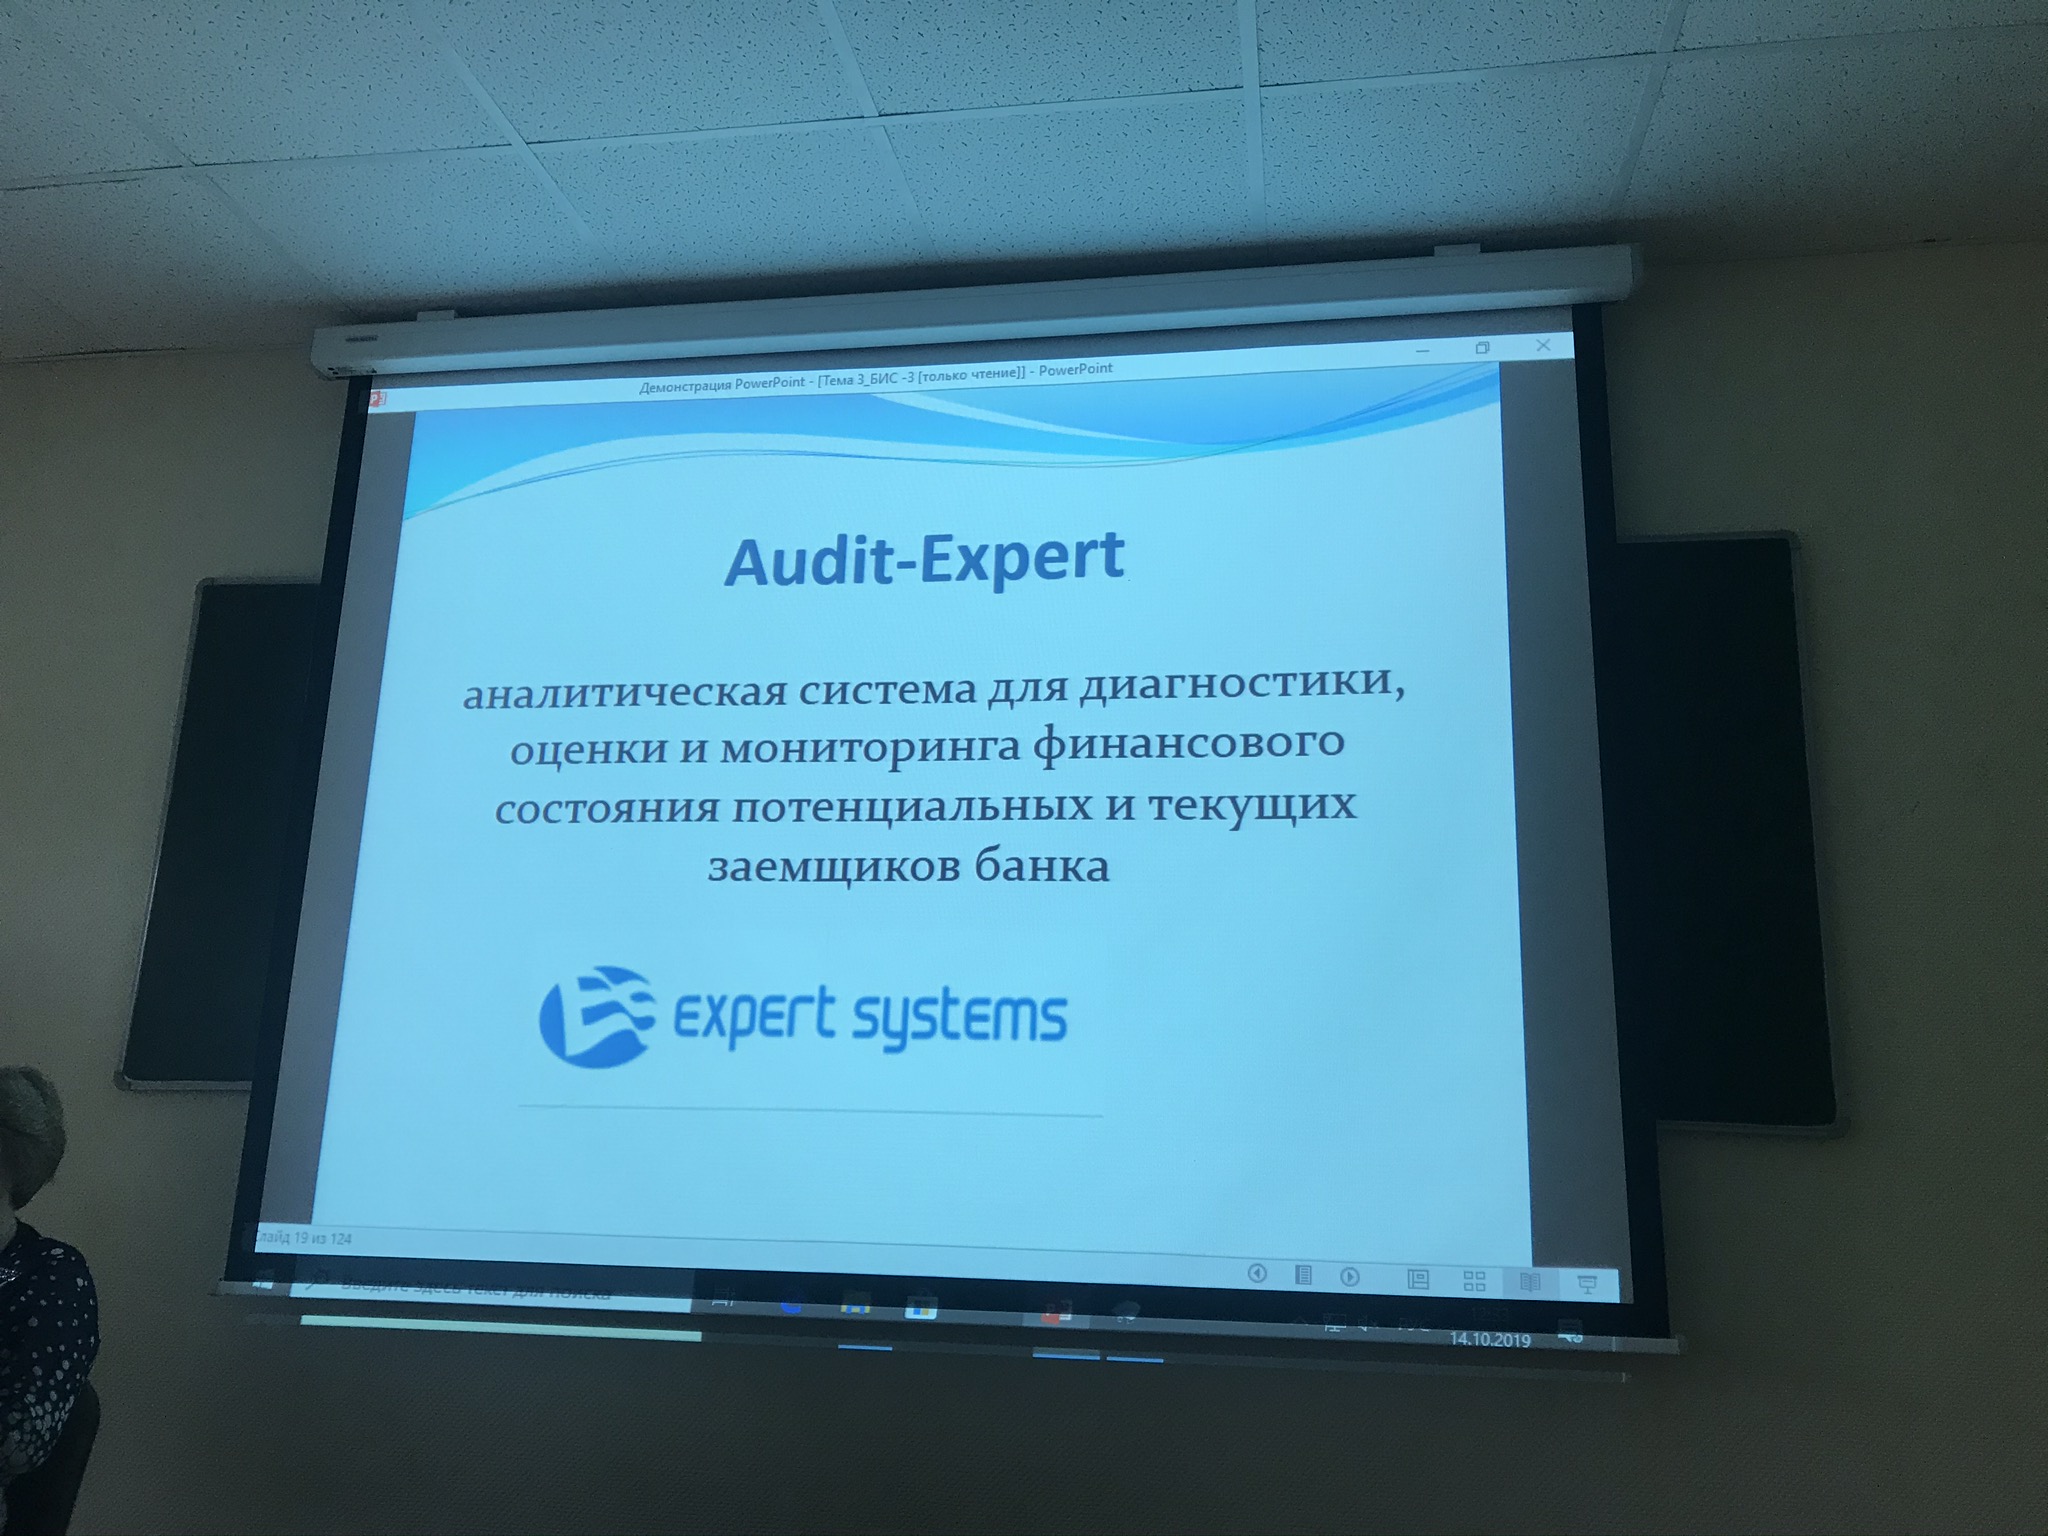 Демонстрация PowerPoint - [Тема 3_БИС -3 [только чтение]] - PowerPoint
Audit-Expert
аналитическая система для диагностики,
оценки и мониторинга финансового
состояния потенциальных и текущих
заемщиков банка
expert systems
Слайд 19 из 124
Введите здесь текст для поиска
РУС
14.10.2019